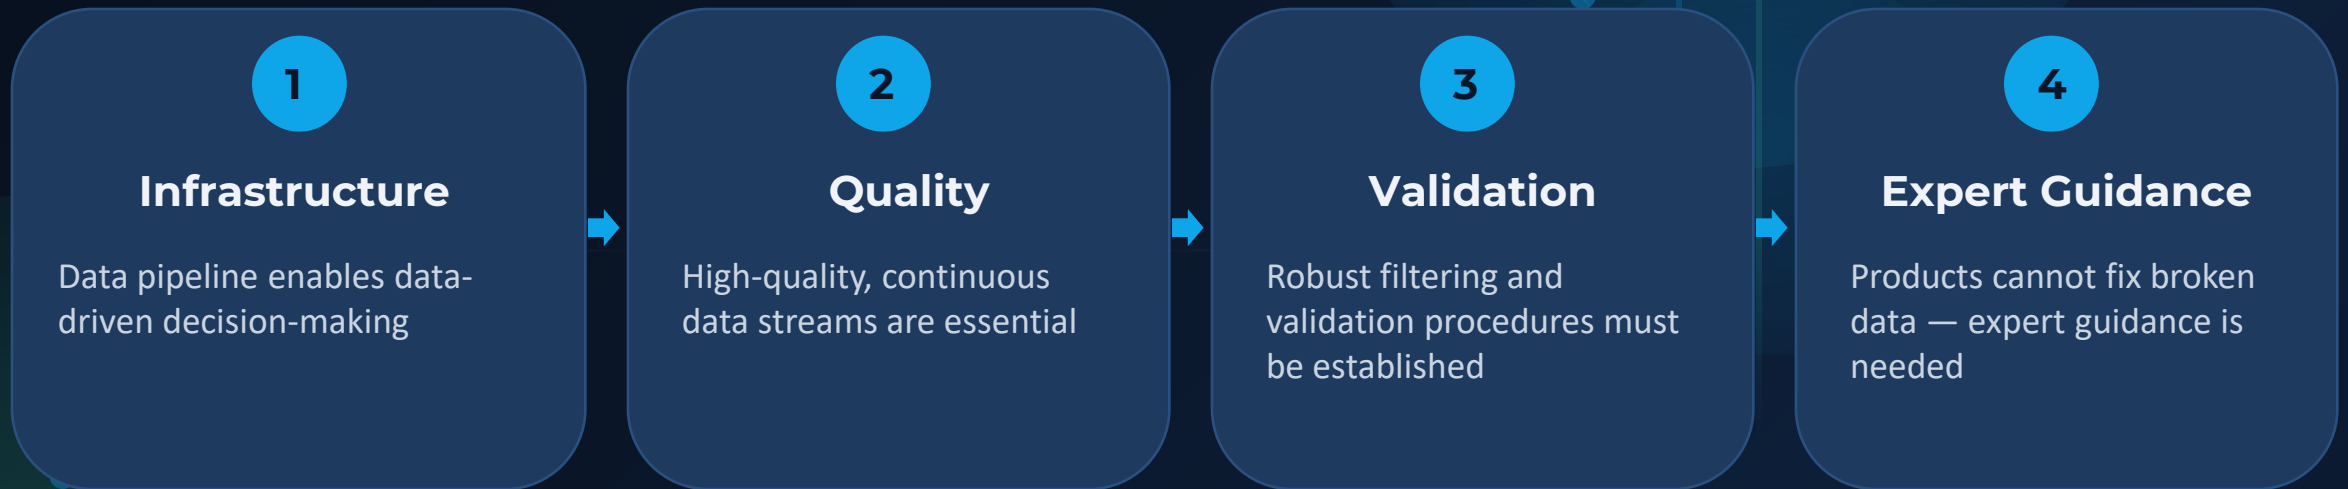 1
Infrastructure
Data pipeline enables data-
driven decision-making
2
Quality
High-quality, continuous
data streams are essential
3
Validation
Robust filtering and
validation procedures must
be established
4
Expert Guidance
Products cannot fix broken
data — expert guidance is
needed